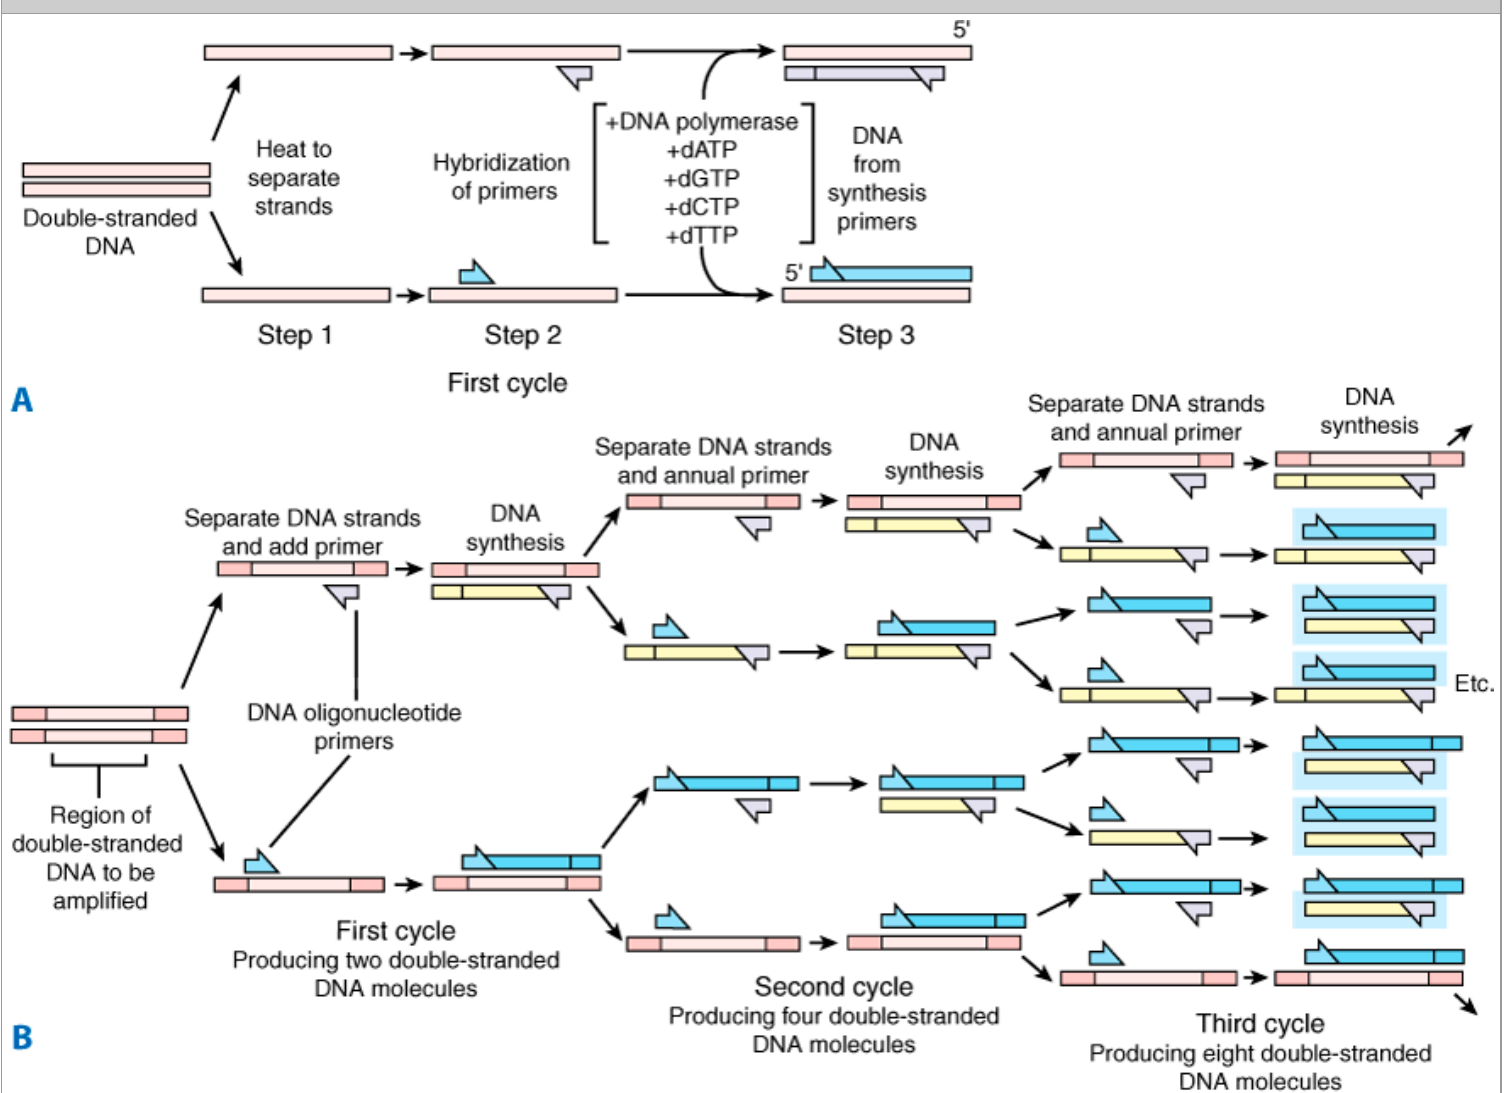 5'
Heat to
separate
strands
Double-stranded
DNA
Hybridization
of primers
+DNA polymerase
+dATP
+dGTP
+dCTP
+dTTP
DNA
from
synthesis
primers
5'
Step 1
Step 2
Step 3
First cycle
A
Separate DNA strands
and add primer
DNA
synthesis
Separate DNA strands
and annual primer
DNA
synthesis
Separate DNA strands
and annual primer
DNA
synthesis
DNA oligonucleotide
primers
Region of
double-stranded
DNA to be
amplified
Etc.
First cycle
Producing two double-stranded
DNA molecules
Second cycle
Producing four double-stranded
DNA molecules
Third cycle
Producing eight double-stranded
DNA molecules
B